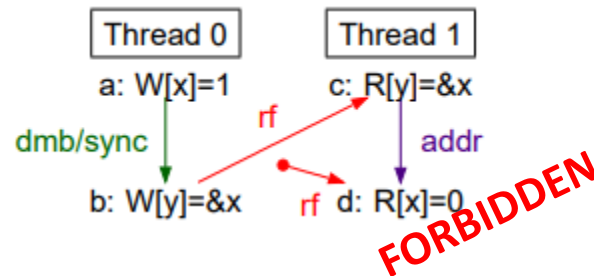 Thread 0 Thread 1
a: W[x]=1 c: R[y]=&x
rf
dmb/sync addr
b: W[y]=&x rf d: R[x]=0
FORBIDDEN